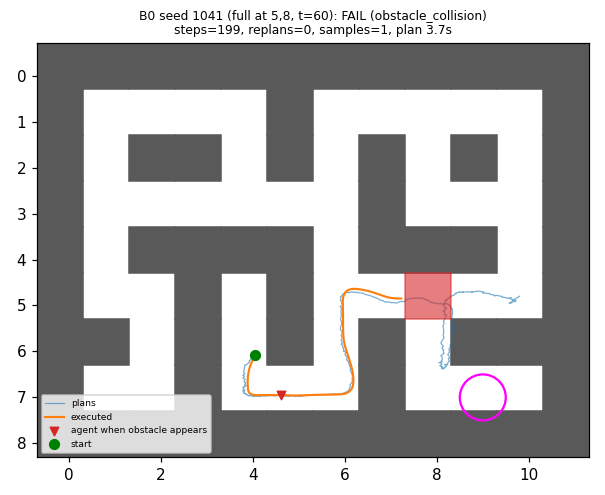 B0 seed 1041 (full at 5,8, t=60): FAIL (obstacle_collision)
steps=199, replans=0, samples=1, plan 3.7s
0
1
2
3
4
5
6
7
8
plans
executed
agent when obstacle appears
start
0
2
4
6
8
10